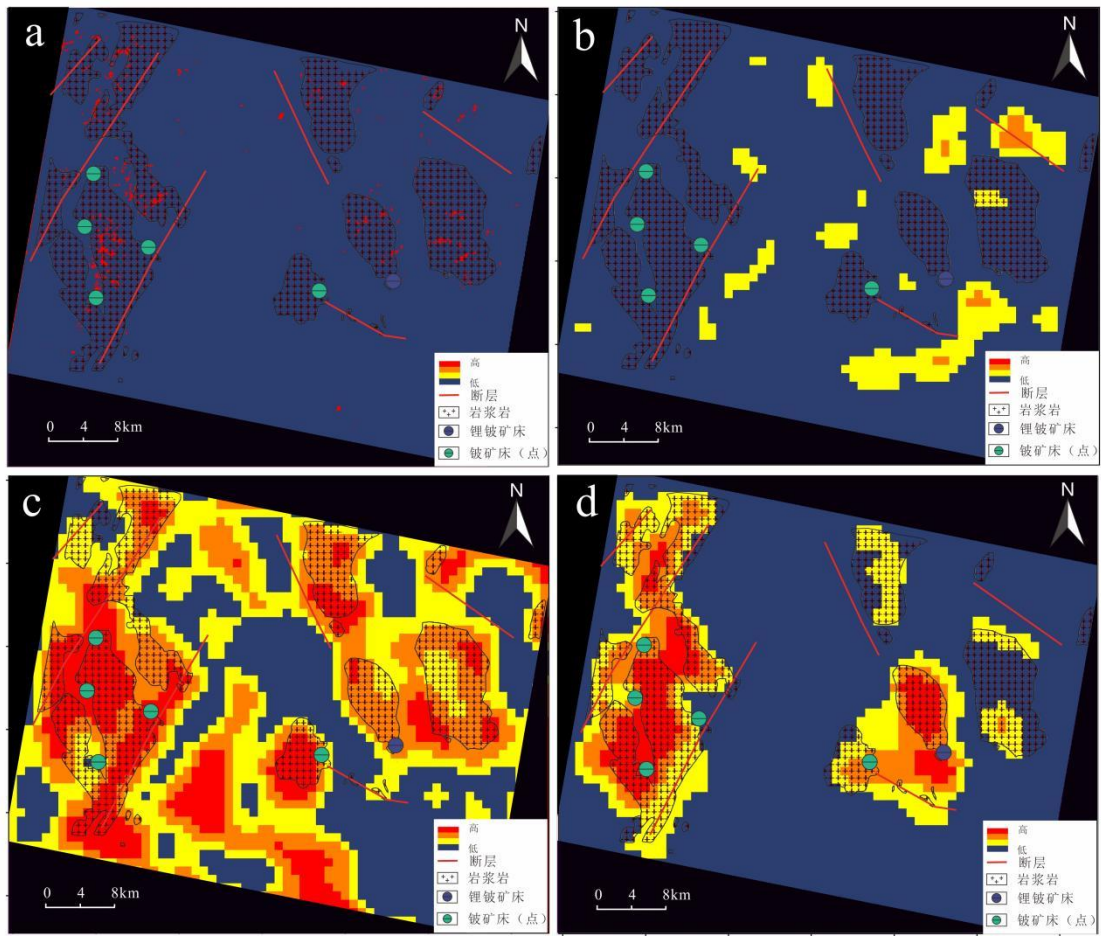 a
N
高
低
断层
岩浆岩
锂铍矿床
铍矿床（点）
0 4 8km
b
N
高
低
断层
岩浆岩
锂铍矿床
铍矿床（点）
0 4 8km
c
N
高
低
断层
岩浆岩
锂铍矿床
铍矿床（点）
0 4 8km
d
N
高
低
断层
岩浆岩
锂铍矿床
铍矿床（点）
0 4 8km